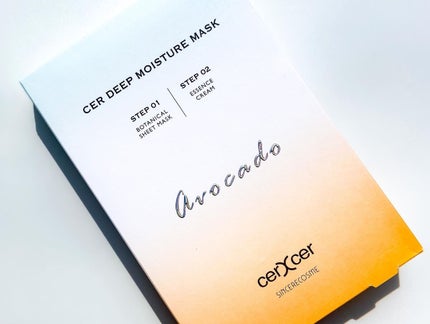 CER DEEP MOISTURE MASK
STEP 01
BOTANICAL
SHEET MASK
STEP 02
ESSENCE
CREAM
Avocado
cerXcer
SINCERECOSME